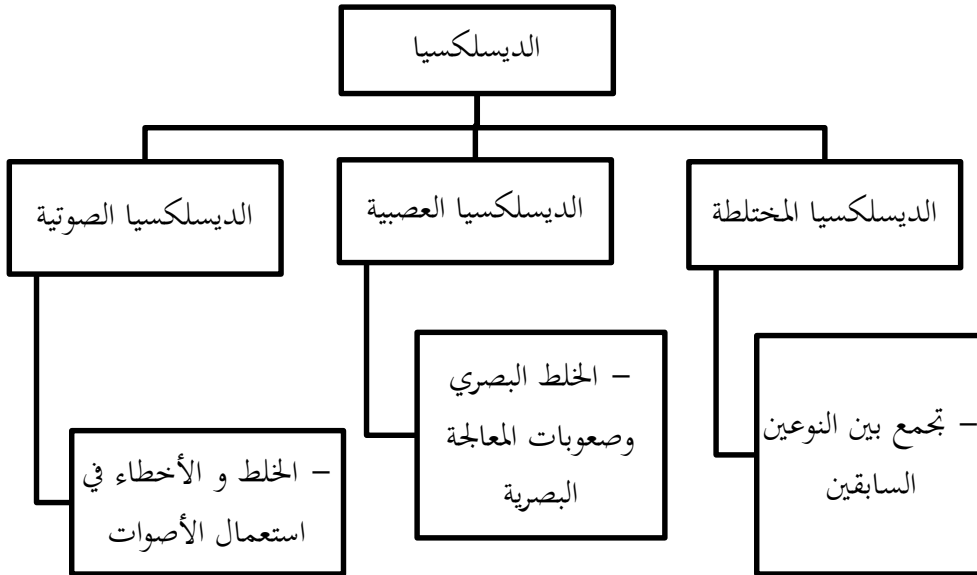 الديسلكسيا
الديسلكسيا المختلطة
الديسلكسيا العصبية
الديسلكسيا الصوتية
– تجمع بين النوعين
السابقين
– الخلط البصري
وصعوبات المعالجة
البصرية
– الخلط و الأخطاء في
استعمال الأصوات